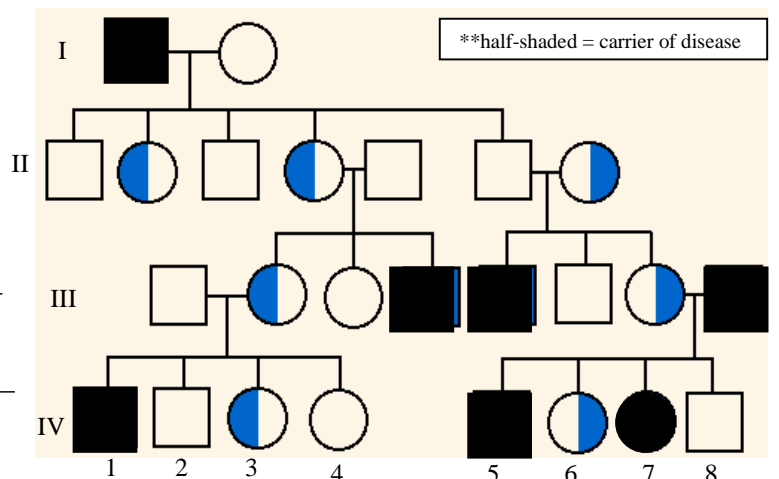 **half-shaded = carrier of disease
I
II
III
IV
1 2 3 4 5 6 7 8